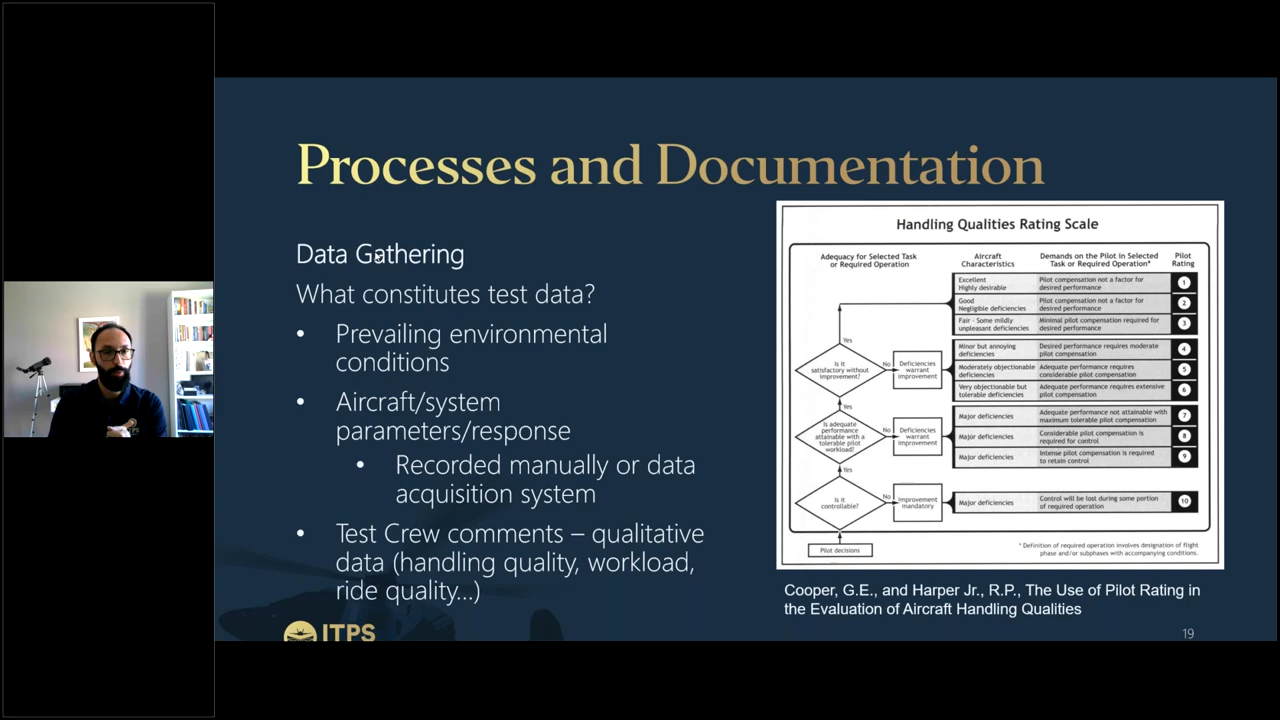 Processes and Documentation
Data Gathering
What constitutes test data?
• Prevailing environmental
conditions
• Aircraft/system
parameters/response
• Recorded manually or data
acquisition system
• Test Crew comments – qualitative
data (handling quality, workload,
ride quality...)
ITPS
Handling Qualities Rating Scale
Adequacy for Selected Task
or Required Operation
Aircraft
Characteristics
Demands on the Pilot in Selected
Task or Required Operation*
Pilot
Rating
Excellent
Highly desirable
Pilot compensation not a factor for
desired performance
1
Good
Negligible deficiencies
Pilot compensation not a factor for
desired performance
2
Fair - Some mildly
unpleasant deficiencies
Minimal pilot compensation required for
desired performance
3
Yes
Is it
satisfactory without
improvement?
No
Deficiencies
warrant
improvement
Minor but annoying
deficiencies
Desired performance requires moderate
pilot compensation
4
Moderately objectionable
deficiencies
Adequate performance requires
considerable pilot compensation
5
Very objectionable but
tolerable deficiencies
Adequate performance requires extensive
pilot compensation
6
Yes
Is adequate
performance
attainable with a
tolerable pilot
workload?
No
Deficiencies
warrant
improvement
Major deficiencies
Adequate performance not attainable with
maximum tolerable pilot compensation
7
Major deficiencies
Considerable pilot compensation is
required for control
8
Major deficiencies
Intense pilot compensation is required
to retain control
9
Yes
Is it
controllable?
No
Improvement
mandatory
Major deficiencies
Control will be lost during some portion
of required operation
10
Pilot decisions
* Definition of required operation involves designation of flight
phase and/or subphases with accompanying conditions.
Cooper, G.E., and Harper Jr., R.P., The Use of Pilot Rating in
the Evaluation of Aircraft Handling Qualities
19